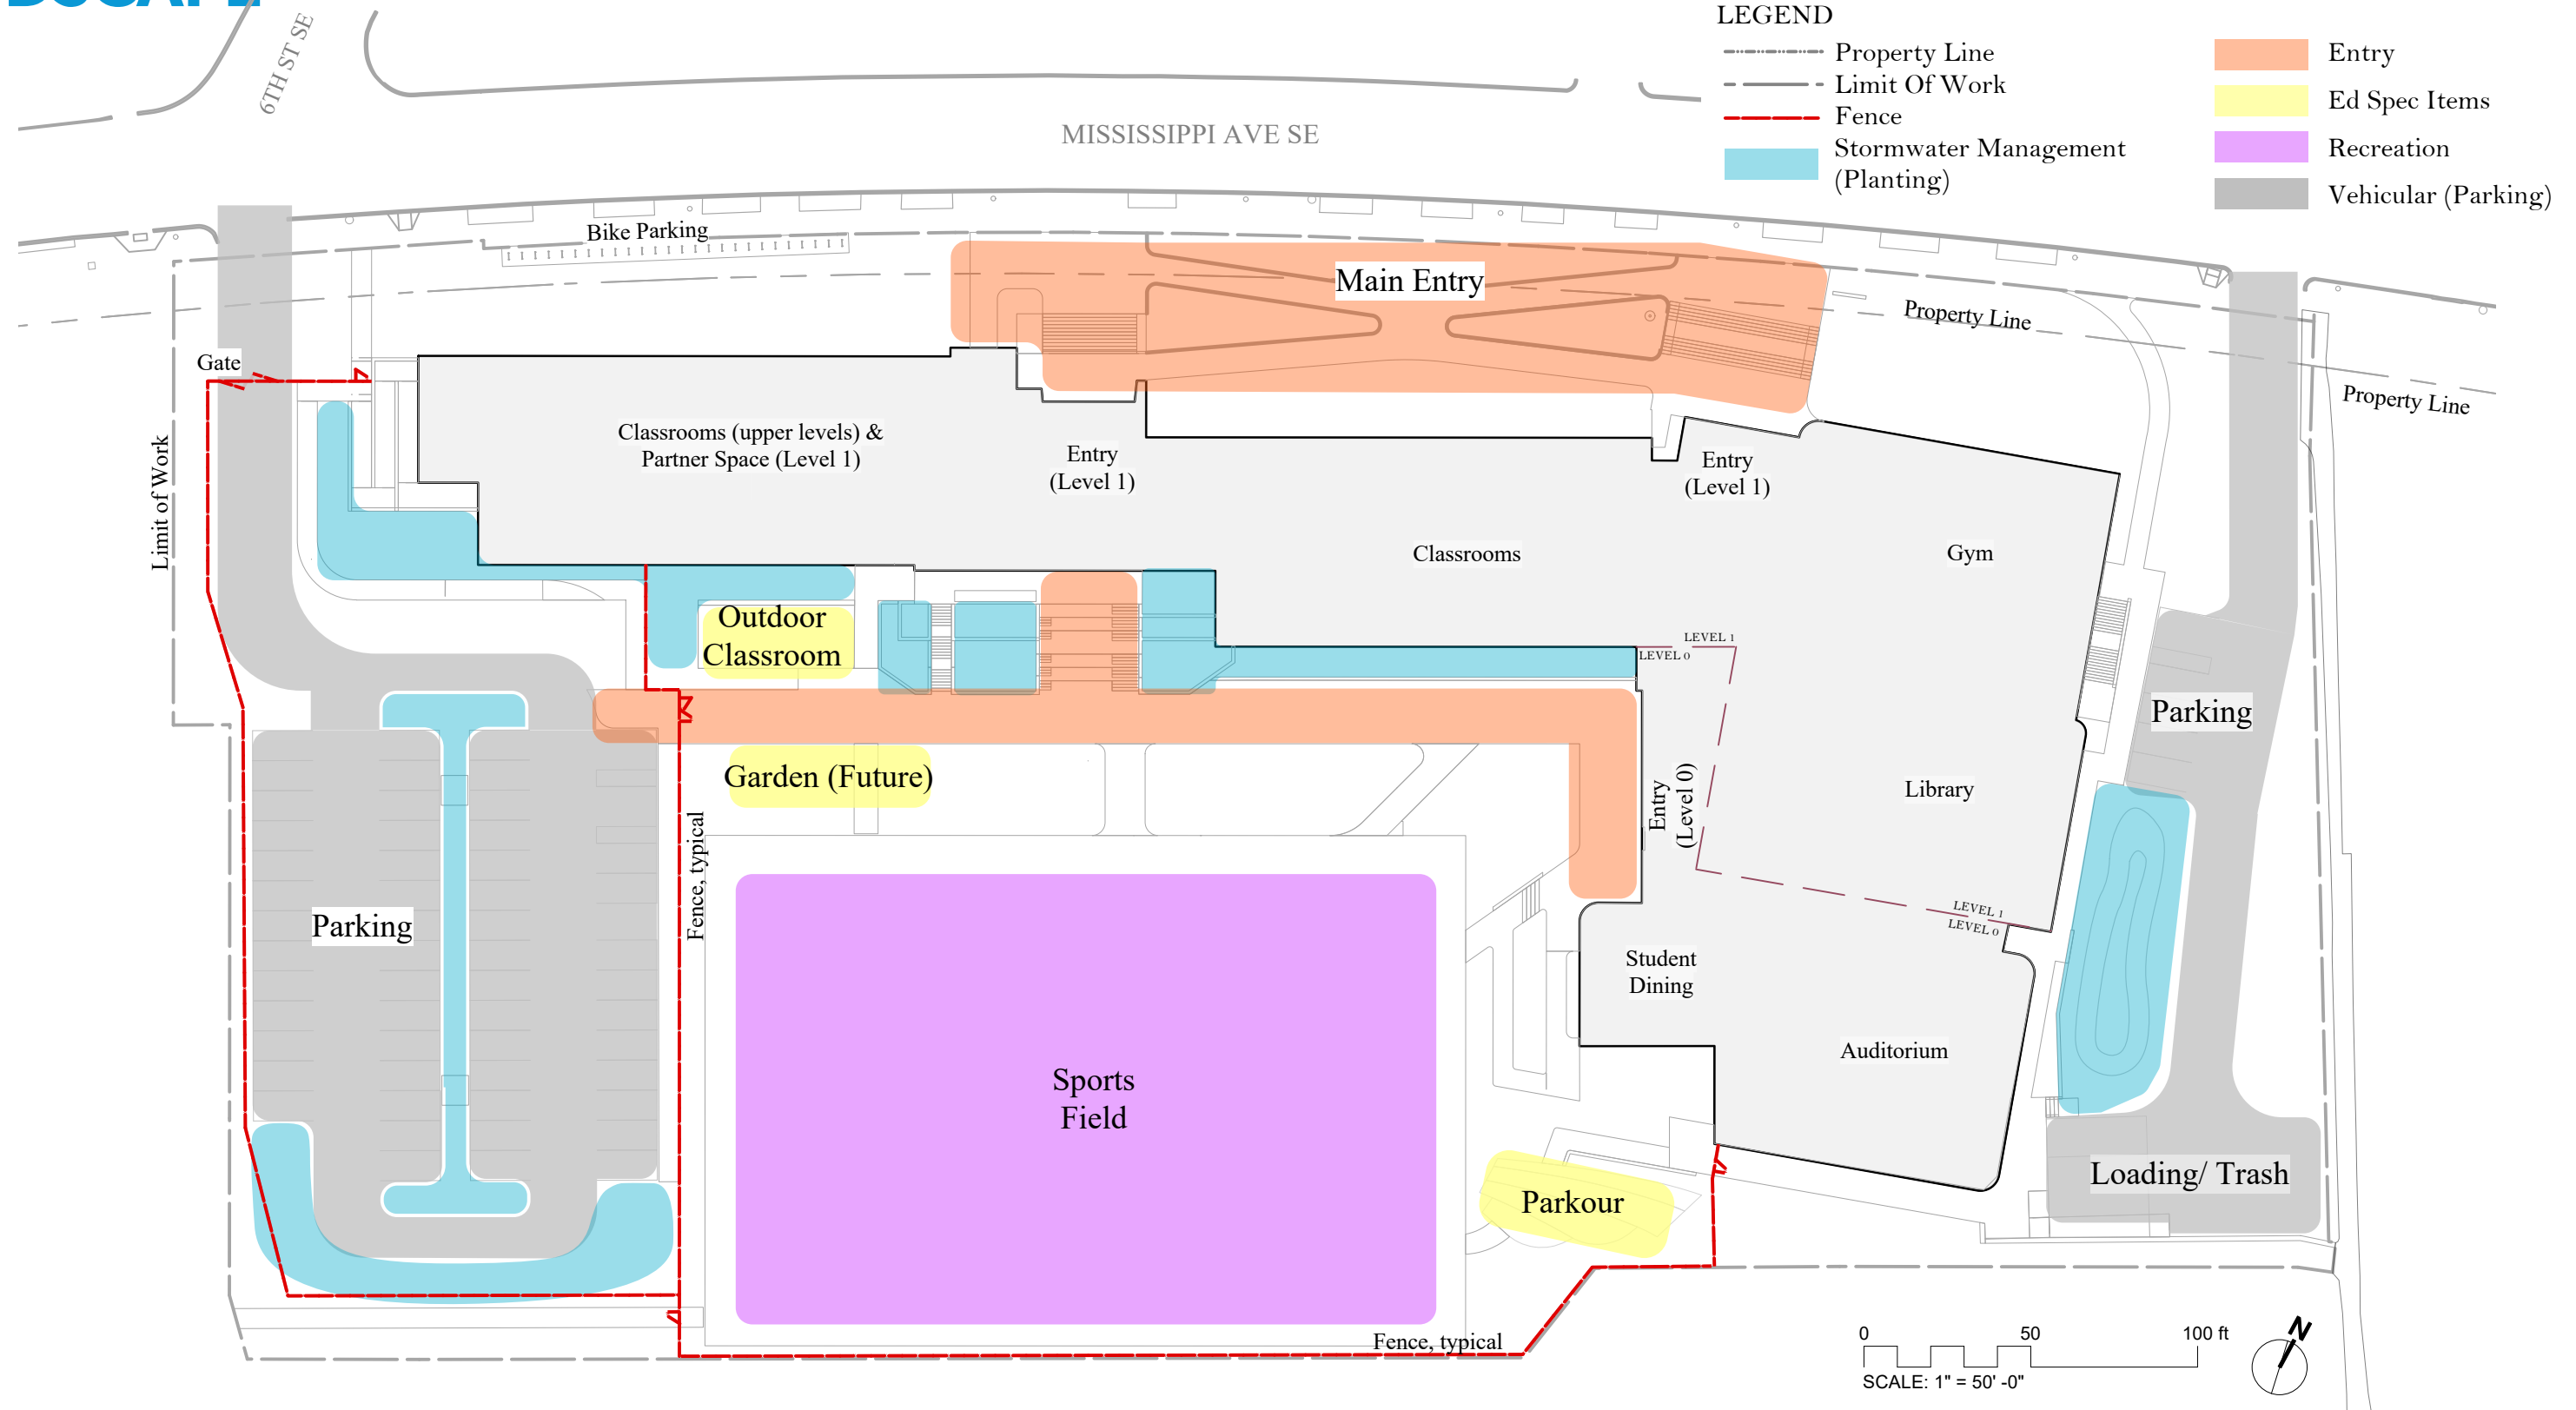 LEGEND
Property Line
Limit Of Work
Fence
Stormwater Management
(Planting)
Entry
Ed Spec Items
Recreation
Vehicular (Parking)
6TH ST SE
MISSISSIPPI AVE SE
Bike Parking
Main Entry
Property Line
Property Line
Gate
Limit of Work
Classrooms (upper levels) &
Partner Space (Level 1)
Entry
(Level 1)
Entry
(Level 1)
Classrooms
Gym
Outdoor
Classroom
LEVEL 1
LEVEL 0
Parking
Garden (Future)
Entry
(Level 0)
Library
Fence, typical
Parking
LEVEL 1
LEVEL 0
Student
Dining
Auditorium
Sports
Field
Parkour
Loading/ Trash
Fence, typical
0 50 100 ft
SCALE: 1" = 50' -0"
N